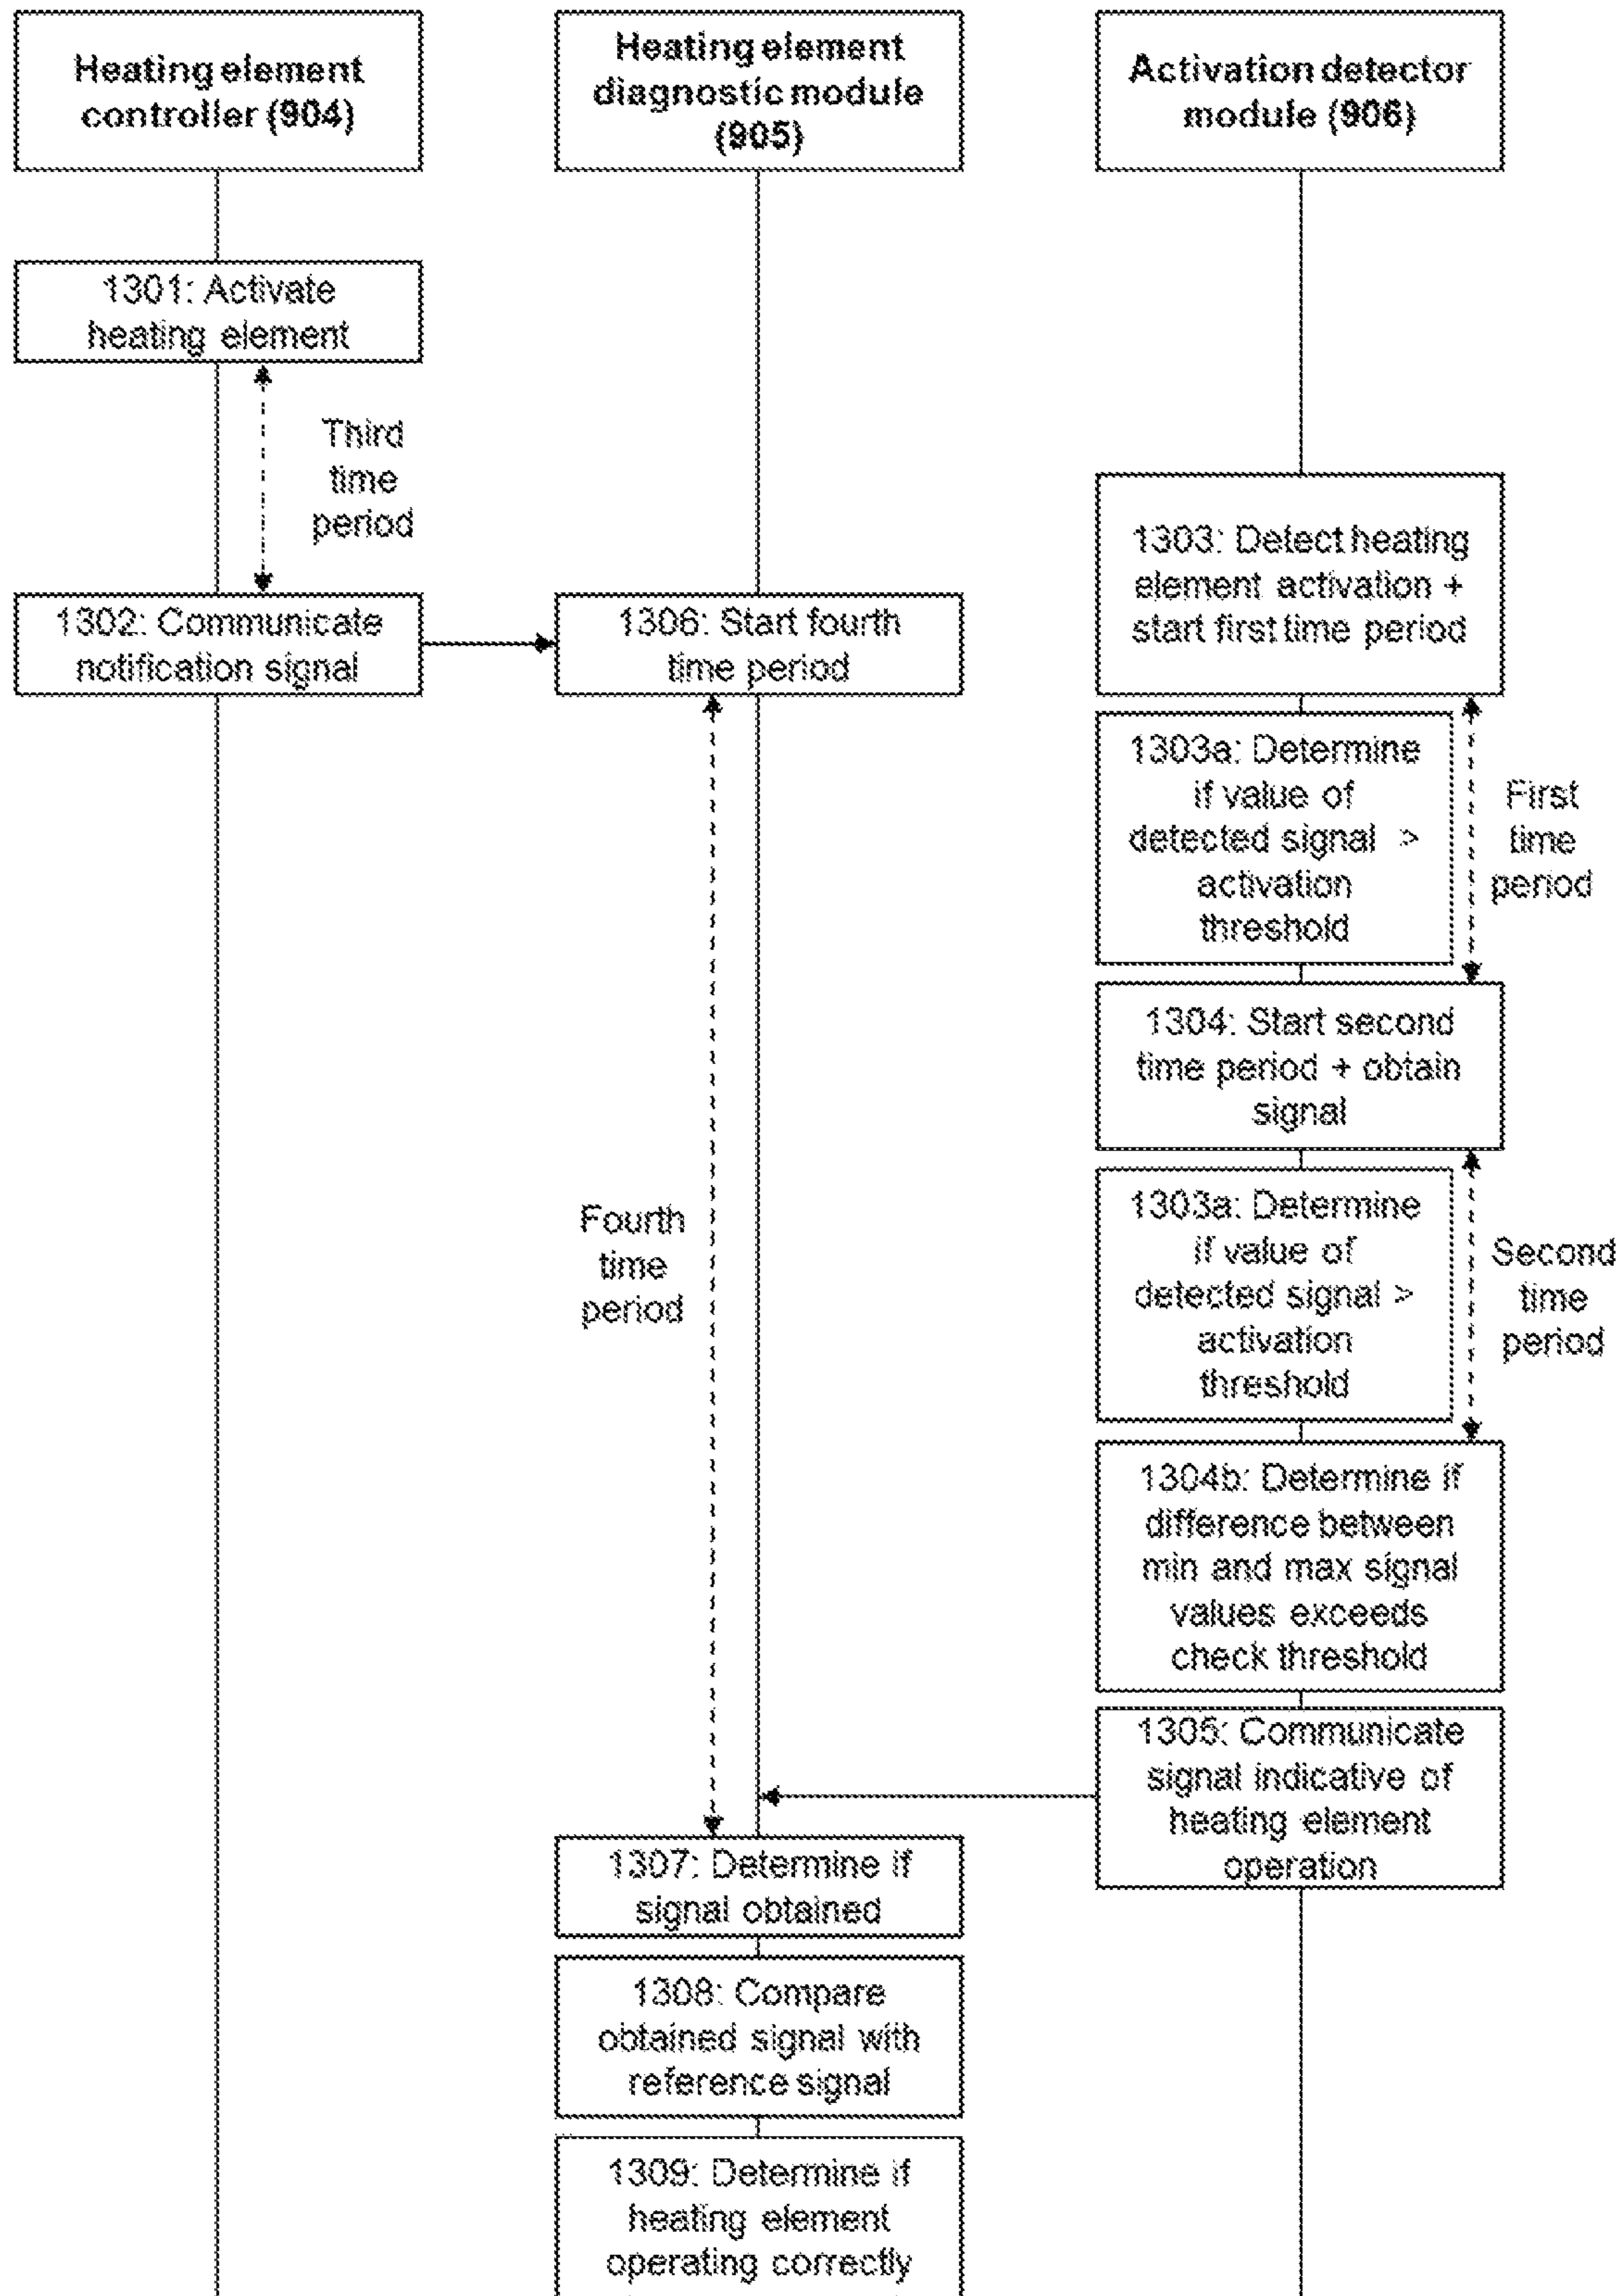 Heating element
controller (904)
Heating element
diagnostic module
(905)
Activation detector
module (906)
1301: Activate
heating element
Third
time
period
1302: Communicate
notification signal
1306: Start fourth
time period
1303: Detect heating
element activation +
start first time period
1303a: Determine
if value of
detected signal >
activation
threshold
First
time
period
1304: Start second
time period + obtain
signal
1303a: Determine
if value of
detected signal >
activation
threshold
Second
time
period
Fourth
time
period
1304b: Determine if
difference between
min and max signal
values exceeds
check threshold
1305: Communicate
signal indicative of
heating element
operation
1307: Determine if
signal obtained
1308: Compare
obtained signal with
reference signal
1309: Determine if
heating element
operating correctly